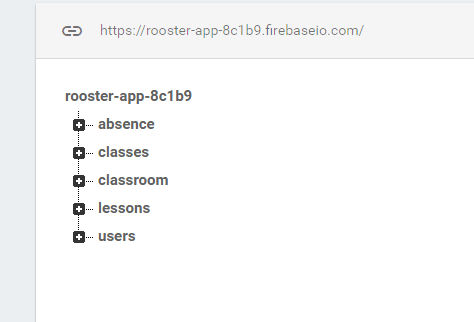 https://rooster-app-8c1b9.firebaseio.com/
rooster-app-8c1b9
absence
classes
classroom
lessons
users